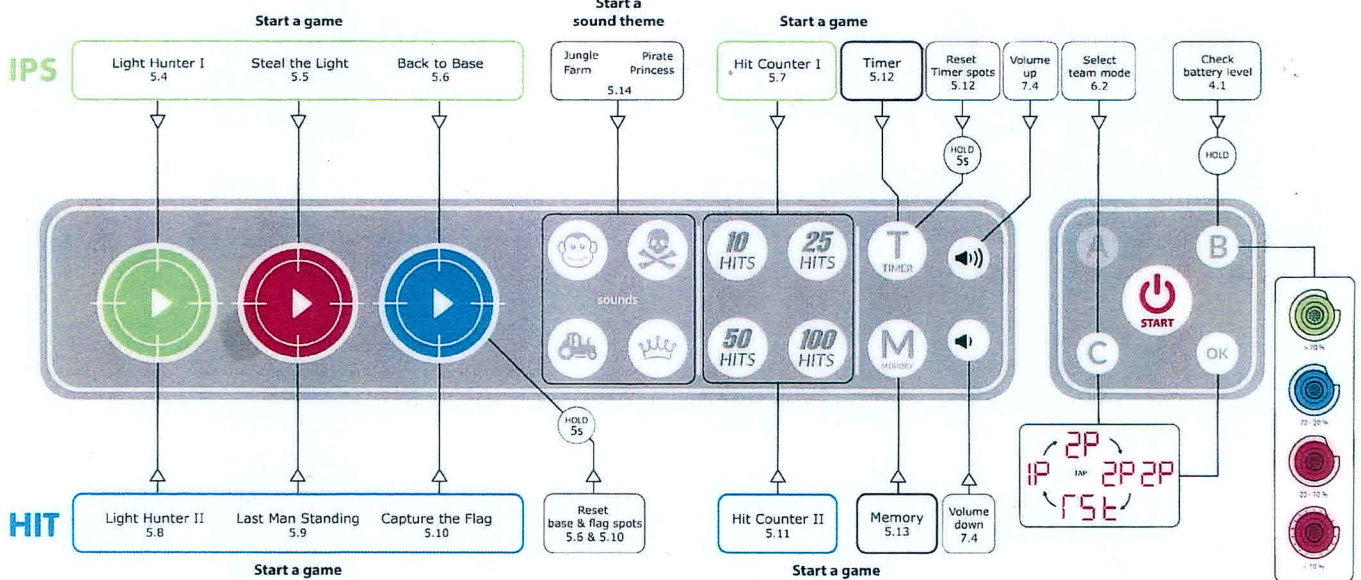 Start a game
Start a
sound theme
Start a game
IPS
Light Hunter I
5.4
Steal the Light
5.5
Back to Base
5.6
Jungle
Farm
Pirate
Princess
5.14
Hit Counter I
5.7
Timer
5.12
Reset
Timer spots
5.12
Volume
up
7.4
Select
team mode
6.2
Check
battery level
4.1
HOLD
5s
HOLD
10
HITS
25
HITS
T
TIMER
A
B
sounds
START
50
HITS
100
HITS
M
MEMORY
C
OK
> 70 %
70 - 20 %
20 - 10 %
< 10 %
HOLD
5s
2P
1P
TAP
2P 2P
rSt
HIT
Light Hunter II
5.8
Last Man Standing
5.9
Capture the Flag
5.10
Reset
base & flag spots
5.6 & 5.10
Hit Counter II
5.11
Memory
5.13
Volume
down
7.4
Start a game
Start a game